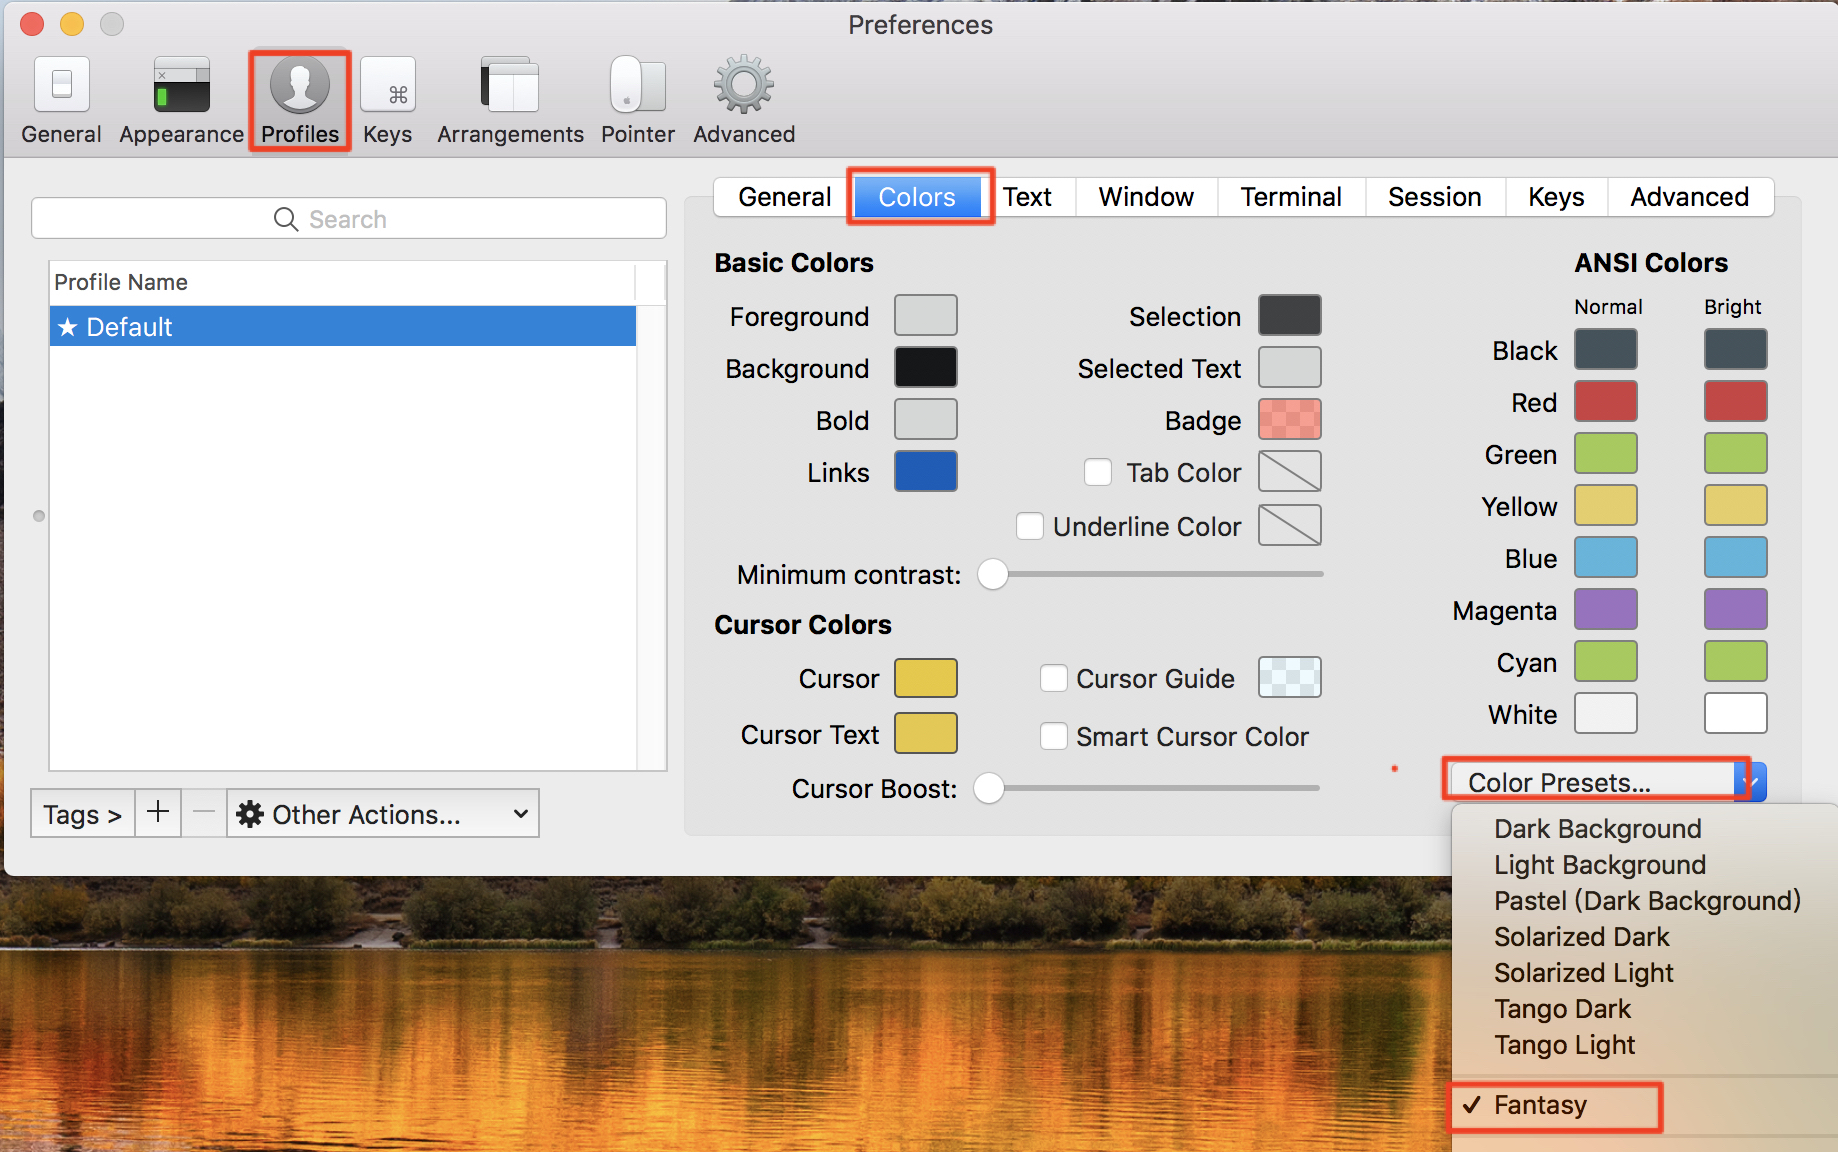 Preferences
General Appearance Profiles Keys Arrangements Pointer Advanced
Search
Profile Name
★ Default
Tags > + − Other Actions...
General Colors Text Window Terminal Session Keys Advanced
Basic Colors
Foreground
Background
Bold
Links
Selection
Selected Text
Badge
Tab Color
Underline Color
Minimum contrast:
Cursor Colors
Cursor
Cursor Text
Cursor Guide
Smart Cursor Color
Cursor Boost:
ANSI Colors
Normal Bright
Black
Red
Green
Yellow
Blue
Magenta
Cyan
White
Color Presets...
Dark Background
Light Background
Pastel (Dark Background)
Solarized Dark
Solarized Light
Tango Dark
Tango Light
✓ Fantasy